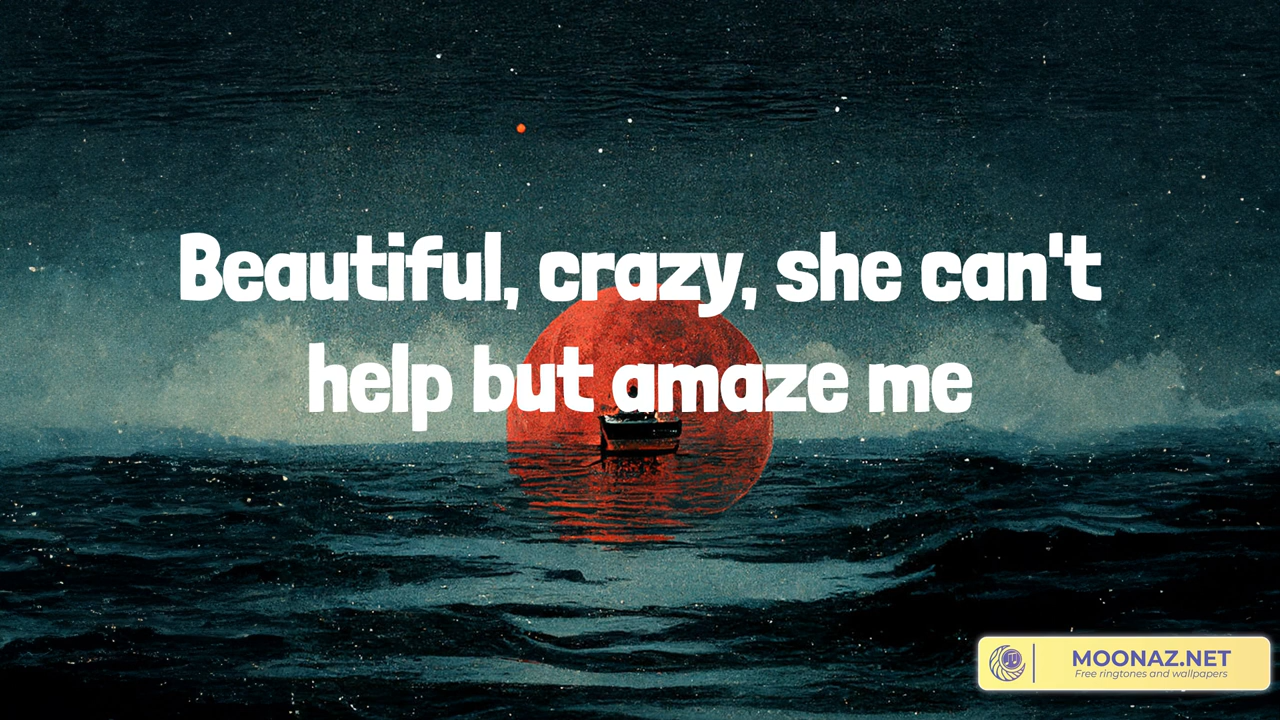 Beautiful, crazy, she can't
help but amaze me
MOONAZ.NET
Free ringtones and wallpapers